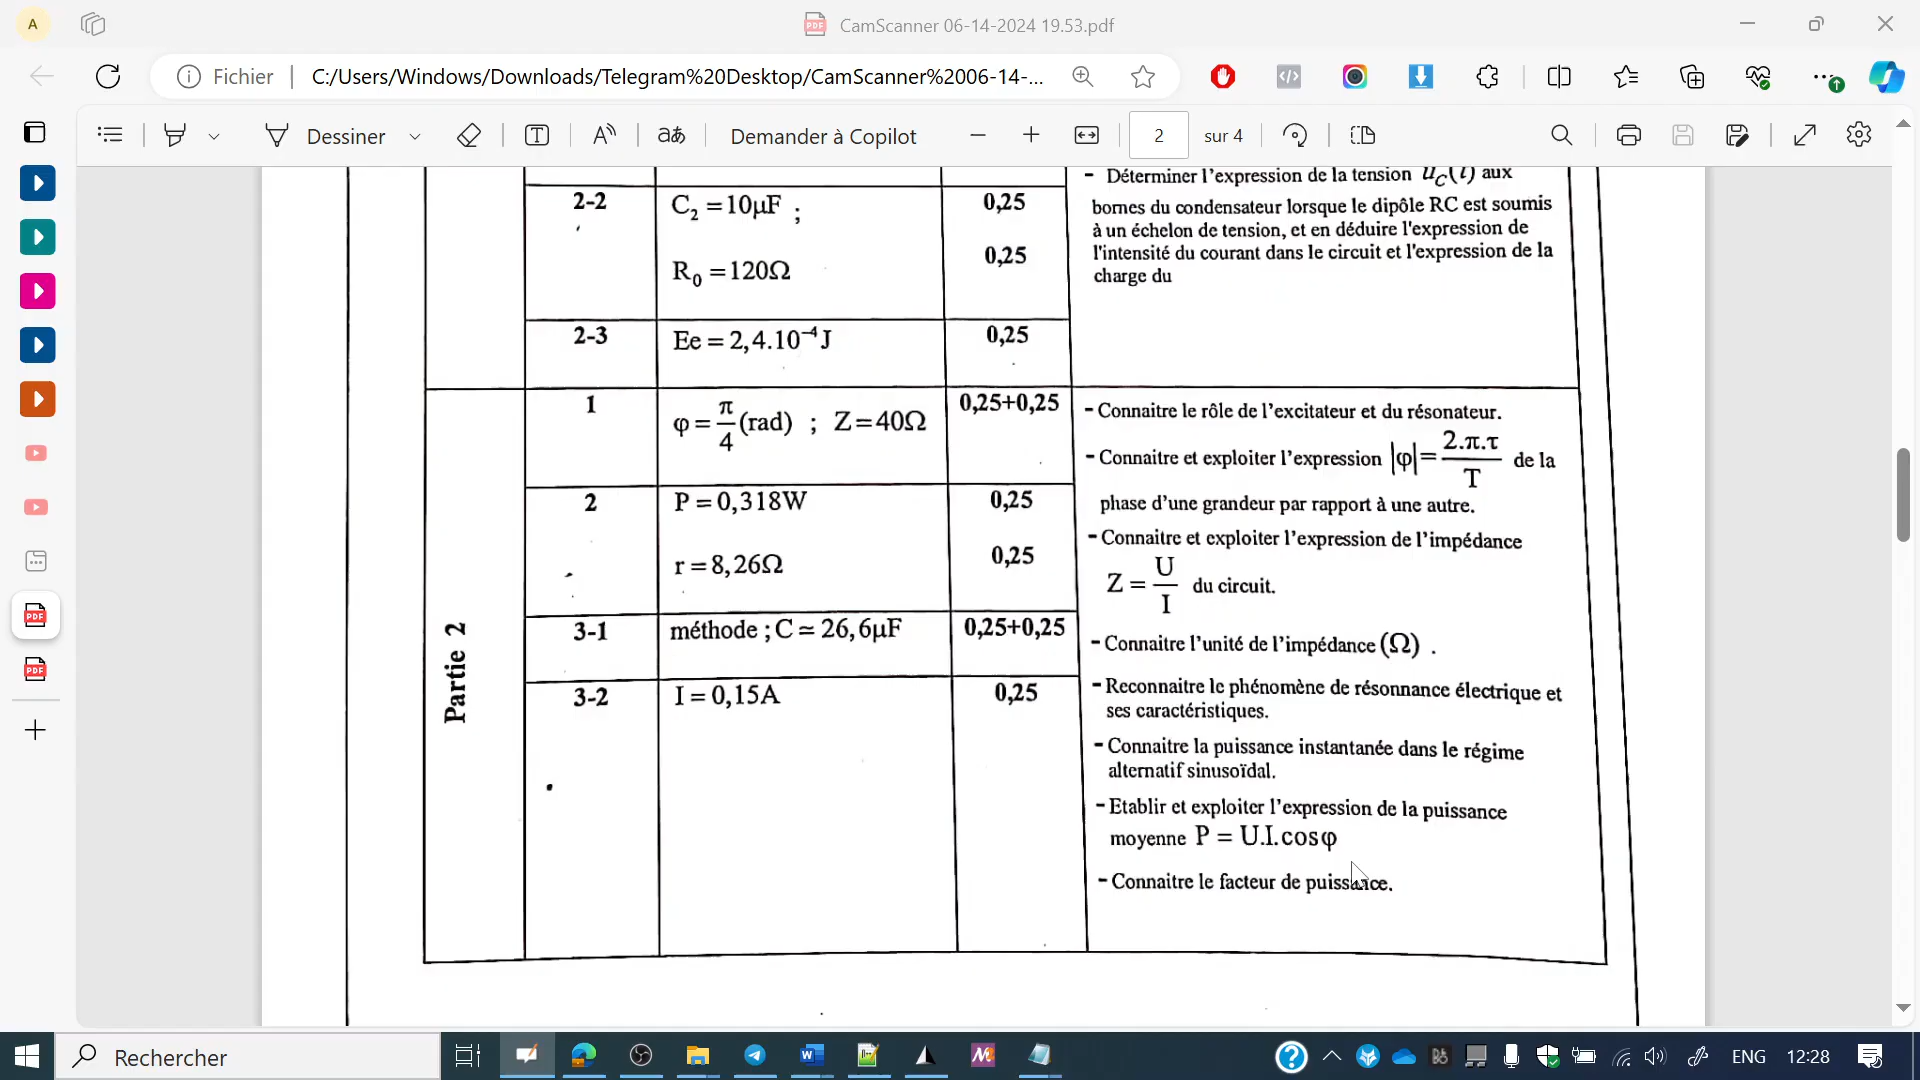 A
CamScanner 06-14-2024 19.53.pdf
Fichier
C:/Users/Windows/Downloads/Telegram%20Desktop/CamScanner%2006-14-...
Dessiner
Demander à Copilot
2
sur 4
- Déterminer l'expression de la tension u_C(t) aux
bornes du condensateur lorsque le dipôle RC est soumis
à un échelon de tension, et en déduire l'expression de
l'intensité du courant dans le circuit et l'expression de la
charge du
2-2
C₂ = 10µF ;
0,25
R₀ = 120Ω
0,25
2-3
Ee = 2,4.10⁻⁴ J
0,25
Partie 2
1
φ = π/4 (rad) ; Z = 40Ω
0,25+0,25
2
P = 0,318W
0,25
r = 8,26Ω
0,25
3-1
méthode ; C ≃ 26,6µF
0,25+0,25
3-2
I = 0,15A
0,25
- Connaitre le rôle de l'excitateur et du résonateur.
- Connaitre et exploiter l'expression |φ| = 2.π.τ/T de la
phase d'une grandeur par rapport à une autre.
- Connaitre et exploiter l'expression de l'impédance
Z = U/I du circuit.
- Connaitre l'unité de l'impédance (Ω) .
- Reconnaitre le phénomène de résonnance électrique et
ses caractéristiques.
- Connaitre la puissance instantanée dans le régime
alternatif sinusoïdal.
- Etablir et exploiter l'expression de la puissance
moyenne P = U.I.cosφ
- Connaitre le facteur de puissance.
Rechercher
ENG
12:28